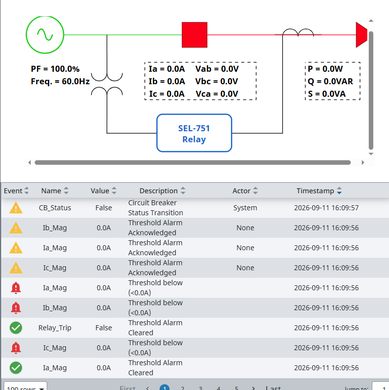 PF = 100.0%
Freq. = 60.0Hz
Ia = 0.0A Vab = 0.0V
Ib = 0.0A Vbc = 0.0V
Ic = 0.0A Vca = 0.0V
P = 0.0W
Q = 0.0VAR
S = 0.0VA
SEL-751
Relay
Event Name Value Description Actor Timestamp
CB_Status False Circuit Breaker Status Transition System 2026-09-11 16:09:57
Ib_Mag 0.0A Threshold Alarm Acknowledged None 2026-09-11 16:09:56
Ia_Mag 0.0A Threshold Alarm Acknowledged None 2026-09-11 16:09:56
Ic_Mag 0.0A Threshold Alarm Acknowledged None 2026-09-11 16:09:56
Ia_Mag 0.0A Threshold below (<0.0A) 2026-09-11 16:09:56
Ib_Mag 0.0A Threshold below (<0.0A) 2026-09-11 16:09:56
Relay_Trip False Threshold Alarm Cleared 2026-09-11 16:09:56
Ic_Mag 0.0A Threshold below (<0.0A) 2026-09-11 16:09:56
Ia_Mag 0.0A Threshold Alarm Cleared 2026-09-11 16:09:56
100 rows First 1 2 3 4 5 Last Jump to: 1